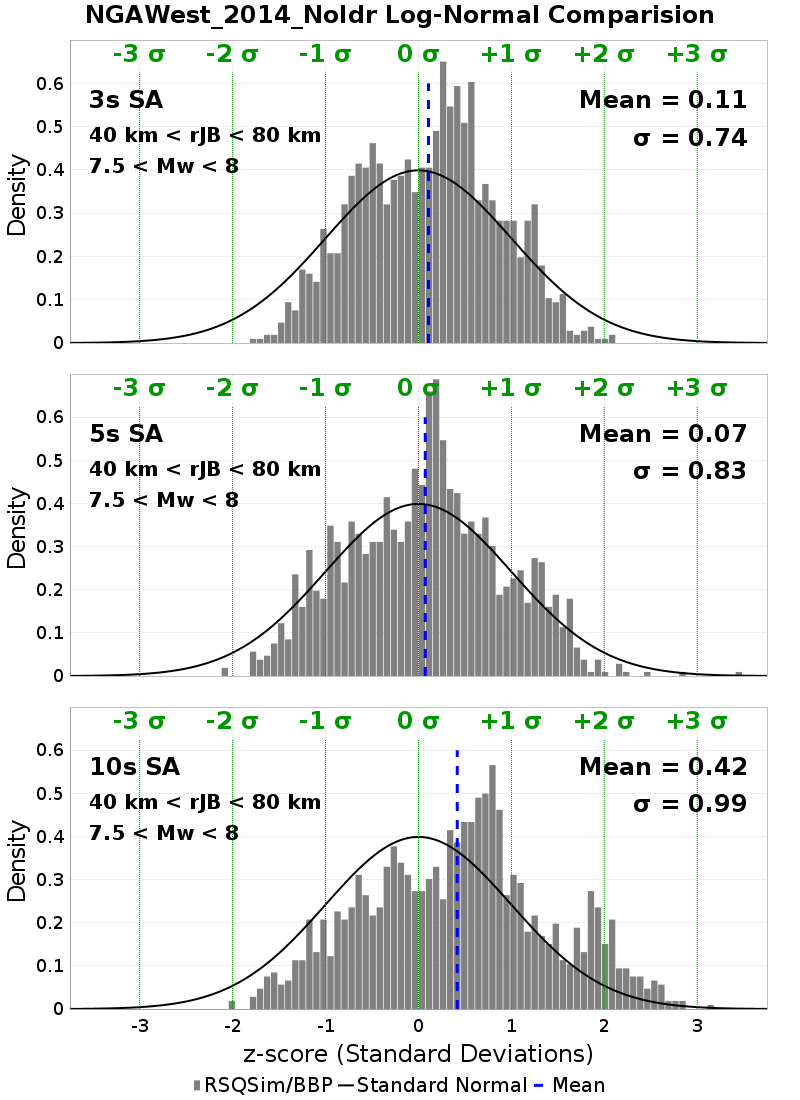 NGAWest_2014_NoIdr Log-Normal Comparision
-3 σ -2 σ -1 σ 0 σ +1 σ +2 σ +3 σ
3s SA
Mean = 0.11
40 km < rJB < 80 km
σ = 0.74
7.5 < Mw < 8
0.6
0.5
0.4
0.3
0.2
0.1
0
Density
-3 σ -2 σ -1 σ 0 σ +1 σ +2 σ +3 σ
5s SA
Mean = 0.07
40 km < rJB < 80 km
σ = 0.83
7.5 < Mw < 8
0.6
0.5
0.4
0.3
0.2
0.1
0
Density
-3 σ -2 σ -1 σ 0 σ +1 σ +2 σ +3 σ
10s SA
Mean = 0.42
40 km < rJB < 80 km
σ = 0.99
7.5 < Mw < 8
0.6
0.5
0.4
0.3
0.2
0.1
0
Density
-3 -2 -1 0 1 2 3
z-score (Standard Deviations)
RSQSim/BBP Standard Normal Mean